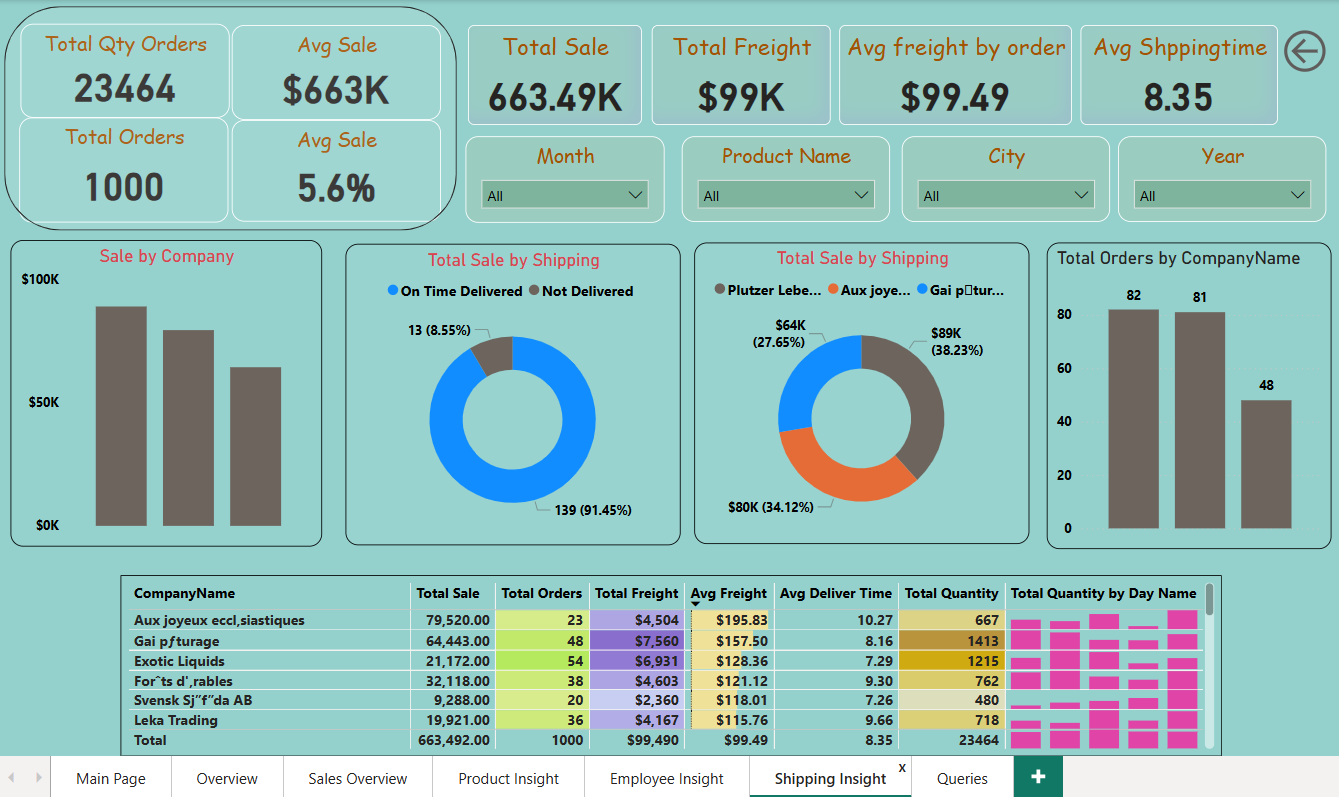 Total Qty Orders
23464
Avg Sale
$663K
Total Orders
1000
Avg Sale
5.6%
Total Sale
663.49K
Total Freight
$99K
Avg freight by order
$99.49
Avg Shppingtime
8.35
Month
All
Product Name
All
City
All
Year
All
Sale by Company
$100K
$50K
$0K
Total Sale by Shipping
On Time Delivered Not Delivered
13 (8.55%)
139 (91.45%)
Total Sale by Shipping
Plutzer Lebe... Aux joye... Gai p▯tur...
$64K
(27.65%)
$89K
(38.23%)
$80K (34.12%)
Total Orders by CompanyName
82
81
48
80
60
40
20
0
CompanyName Total Sale Total Orders Total Freight Avg Freight Avg Deliver Time Total Quantity Total Quantity by Day Name
Aux joyeux eccl‚siastiques 79,520.00 23 $4,504 $195.83 10.27 667
Gai pƒturage 64,443.00 48 $7,560 $157.50 8.16 1413
Exotic Liquids 21,172.00 54 $6,931 $128.36 7.29 1215
Forˆts d'‚rables 32,118.00 38 $4,603 $121.12 9.30 762
Svensk Sj”f”da AB 9,288.00 20 $2,360 $118.01 7.26 480
Leka Trading 19,921.00 36 $4,167 $115.76 9.66 718
Total 663,492.00 1000 $99,490 $99.49 8.35 23464
Main Page Overview Sales Overview Product Insight Employee Insight Shipping Insight x Queries +